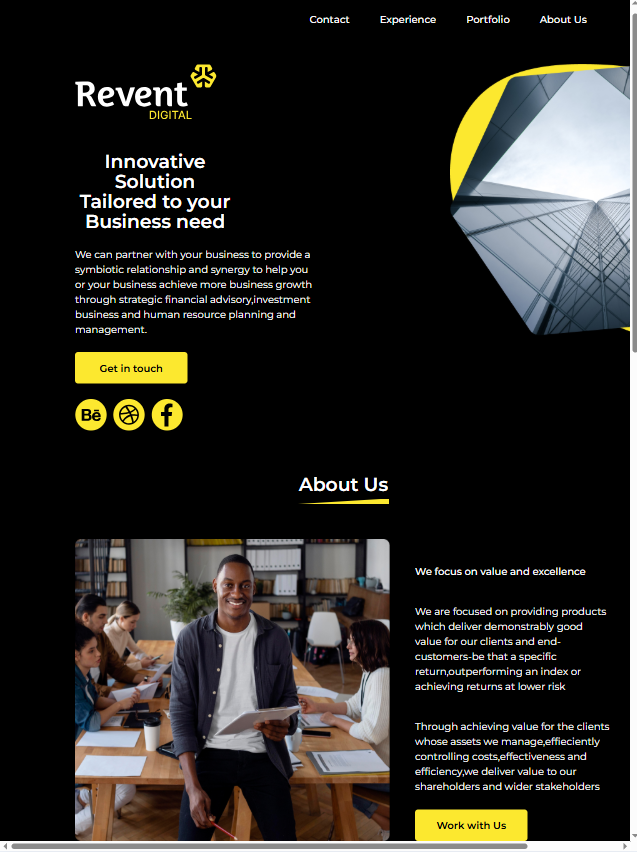 Contact Experience Portfolio About Us
Revent
DIGITAL
Innovative
Solution
Tailored to your
Business need
We can partner with your business to provide a
symbiotic relationship and synergy to help you
or your business achieve more business growth
through strategic financial advisory,investment
business and human resource planning and
management.
Get in touch
Bē
About Us
We focus on value and excellence
We are focused on providing products
which deliver demonstrably good
value for our clients and end-
customers-be that a specific
return,outperforming an index or
achieving returns at lower risk
Through achieving value for the clients
whose assets we manage,effieciently
controlling costs,effectiveness and
efficiency,we deliver value to our
shareholders and wider stakeholders
Work with Us